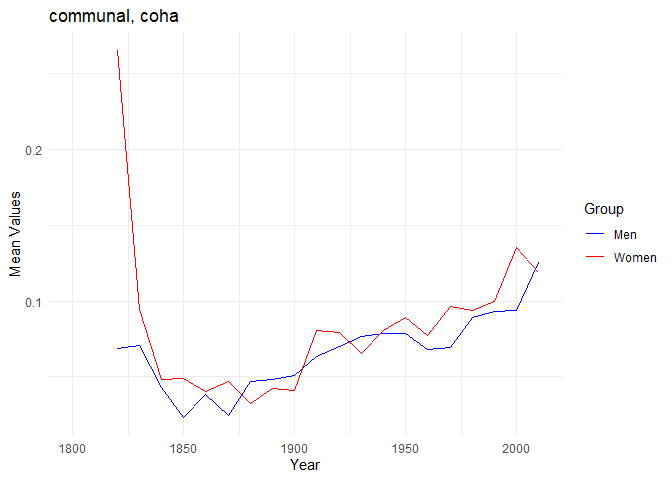 communal, coha
Mean Values
0.2
0.1
1800 1850 1900 1950 2000
Year
Group
Men
Women